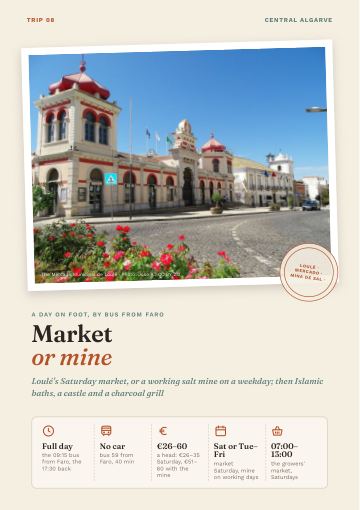 TRIP 08
CENTRAL ALGARVE
LOULÉ ·
MERCADO ·
MINA DE SAL ·
A DAY ON FOOT, BY BUS FROM FARO
Market
or mine
Loulé's Saturday market, or a working salt mine on a weekday; then Islamic
baths, a castle and a charcoal grill
Full day
the 09:15 bus
from Faro, the
17:30 back
No car
bus 59 from
Faro, 40 min
€26–60
a head: €26–35
Saturday, €51–
60 with the
mine
Sat or Tue–
Fri
market
Saturday, mine
on working days
07:00–
13:00
the growers'
market,
Saturdays